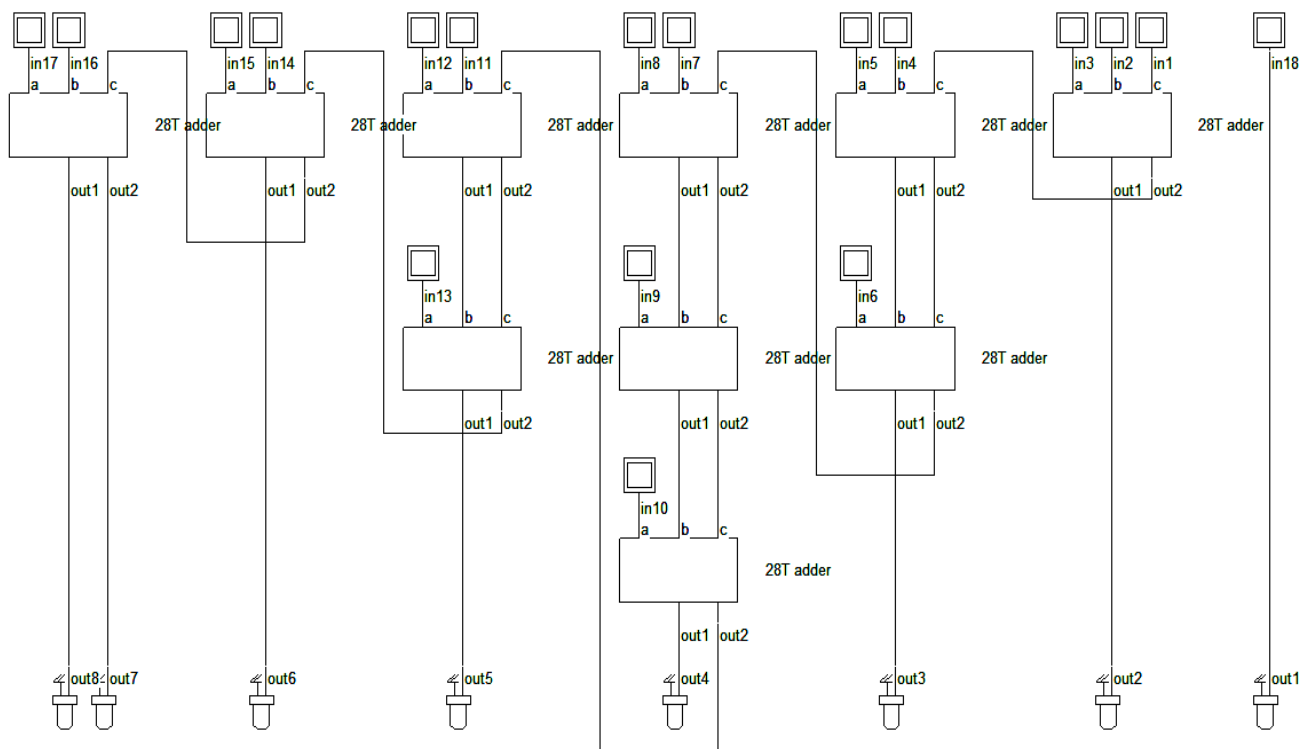 in17 in16 in15 in14 in12 in11 in8 in7 in5 in4 in3 in2 in1 in18
a b c a b c a b c a b c a b c a b c
28T adder 28T adder 28T adder 28T adder 28T adder 28T adder
out1 out2 out1 out2 out1 out2 out1 out2 out1 out2 out1 out2
in13 in9 in6
a b c a b c a b c
28T adder 28T adder 28T adder
out1 out2 out1 out2 out1 out2
in10
a b c
28T adder
out1 out2
out8 out7 out6 out5 out4 out3 out2 out1